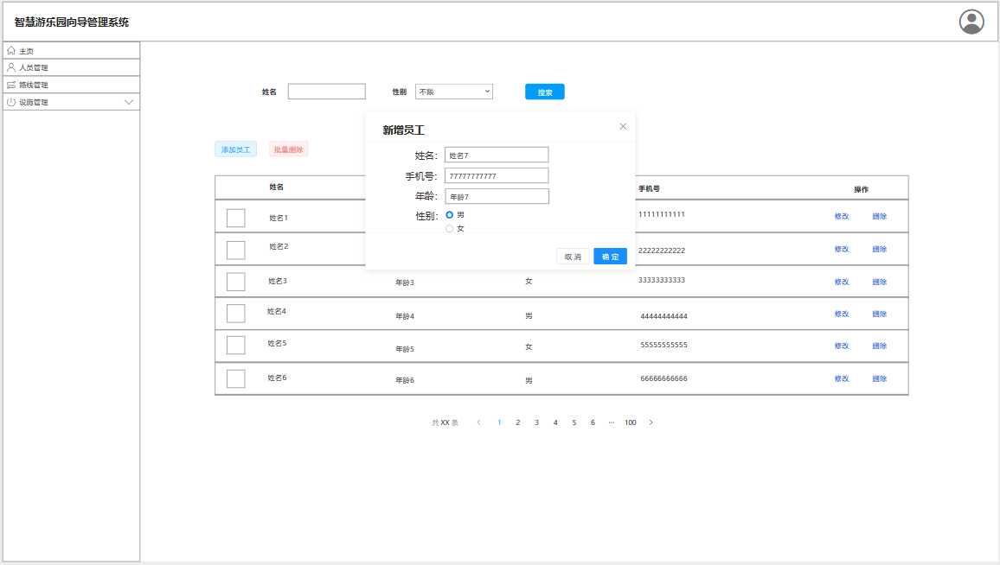 智慧游乐园向导管理系统
主页
人员管理
路线管理
设施管理
姓名
性别 不限 搜索
添加员工 批量删除
新增员工
姓名: 姓名7
手机号: 77777777777
年龄: 年龄7
性别: 男
女
取 消 确 定
姓名 手机号 操作
姓名1 11111111111 修改 删除
姓名2 22222222222 修改 删除
姓名3 年龄3 女 33333333333 修改 删除
姓名4 年龄4 男 44444444444 修改 删除
姓名5 年龄5 女 55555555555 修改 删除
姓名6 年龄6 男 66666666666 修改 删除
共 XX 条 < 1 2 3 4 5 6 ··· 100 >